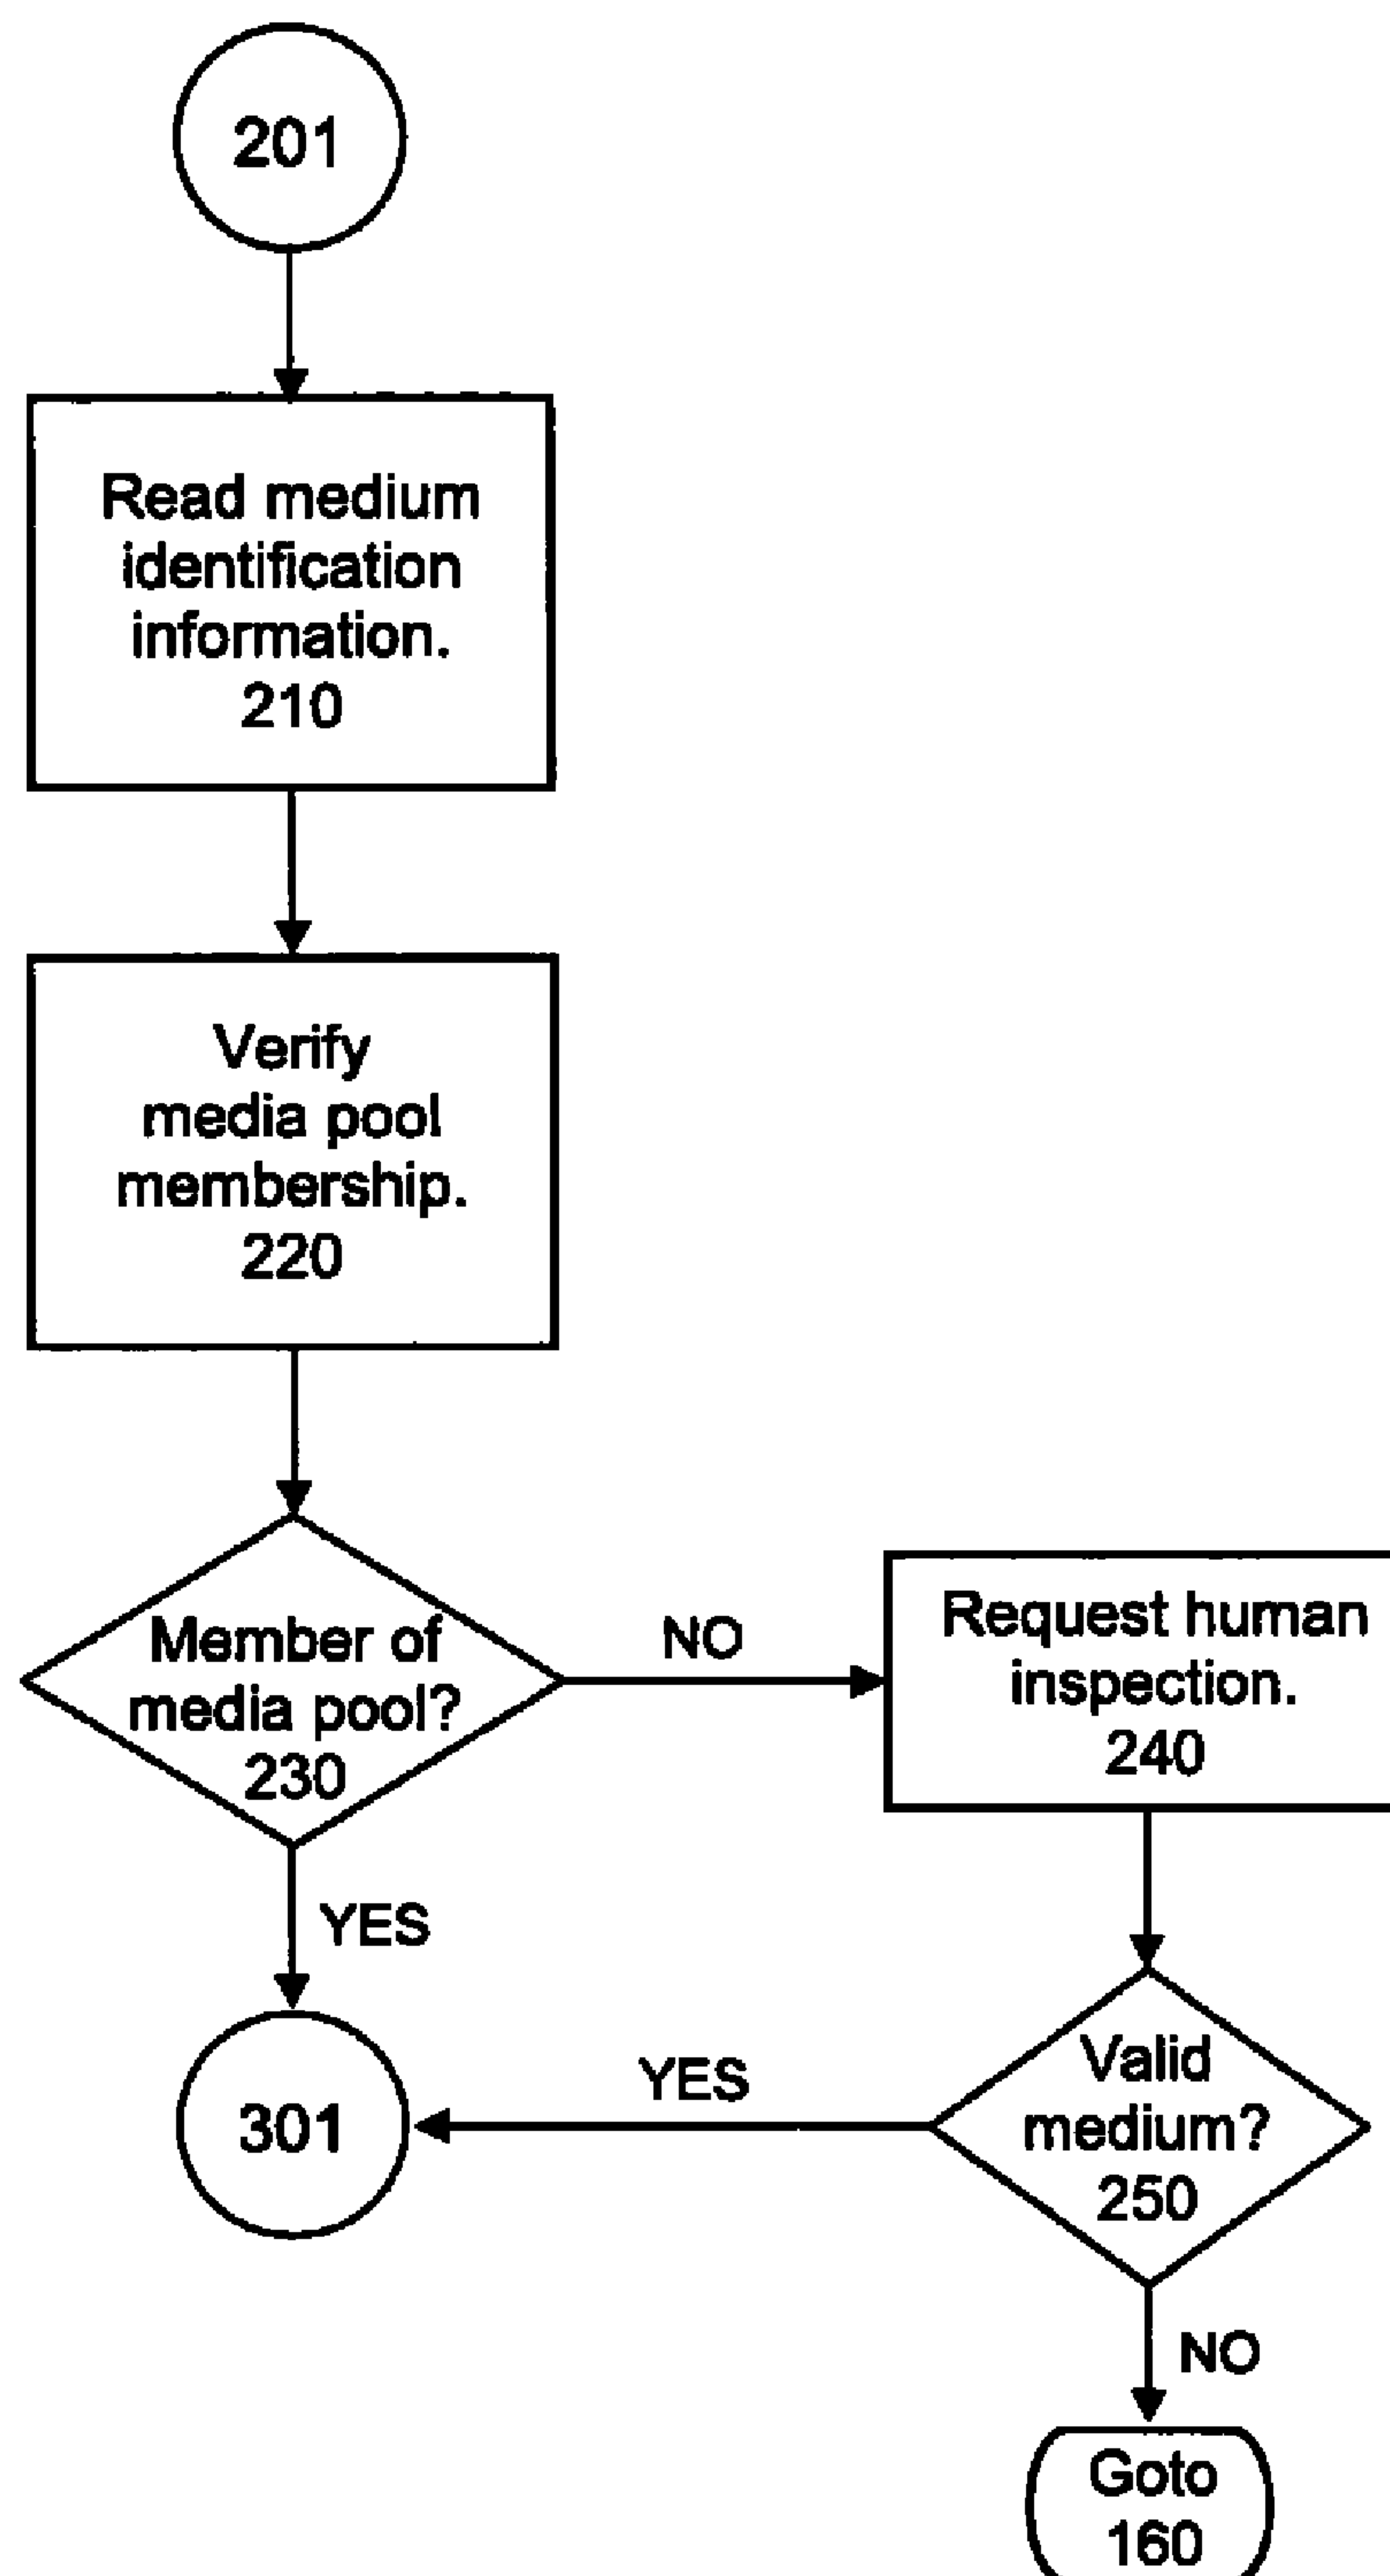 201
Read medium
identification
information.
210
Verify
media pool
membership.
220
Member of
media pool?
230
NO
Request human
inspection.
240
YES
Valid
medium?
250
YES
301
NO
Goto
160